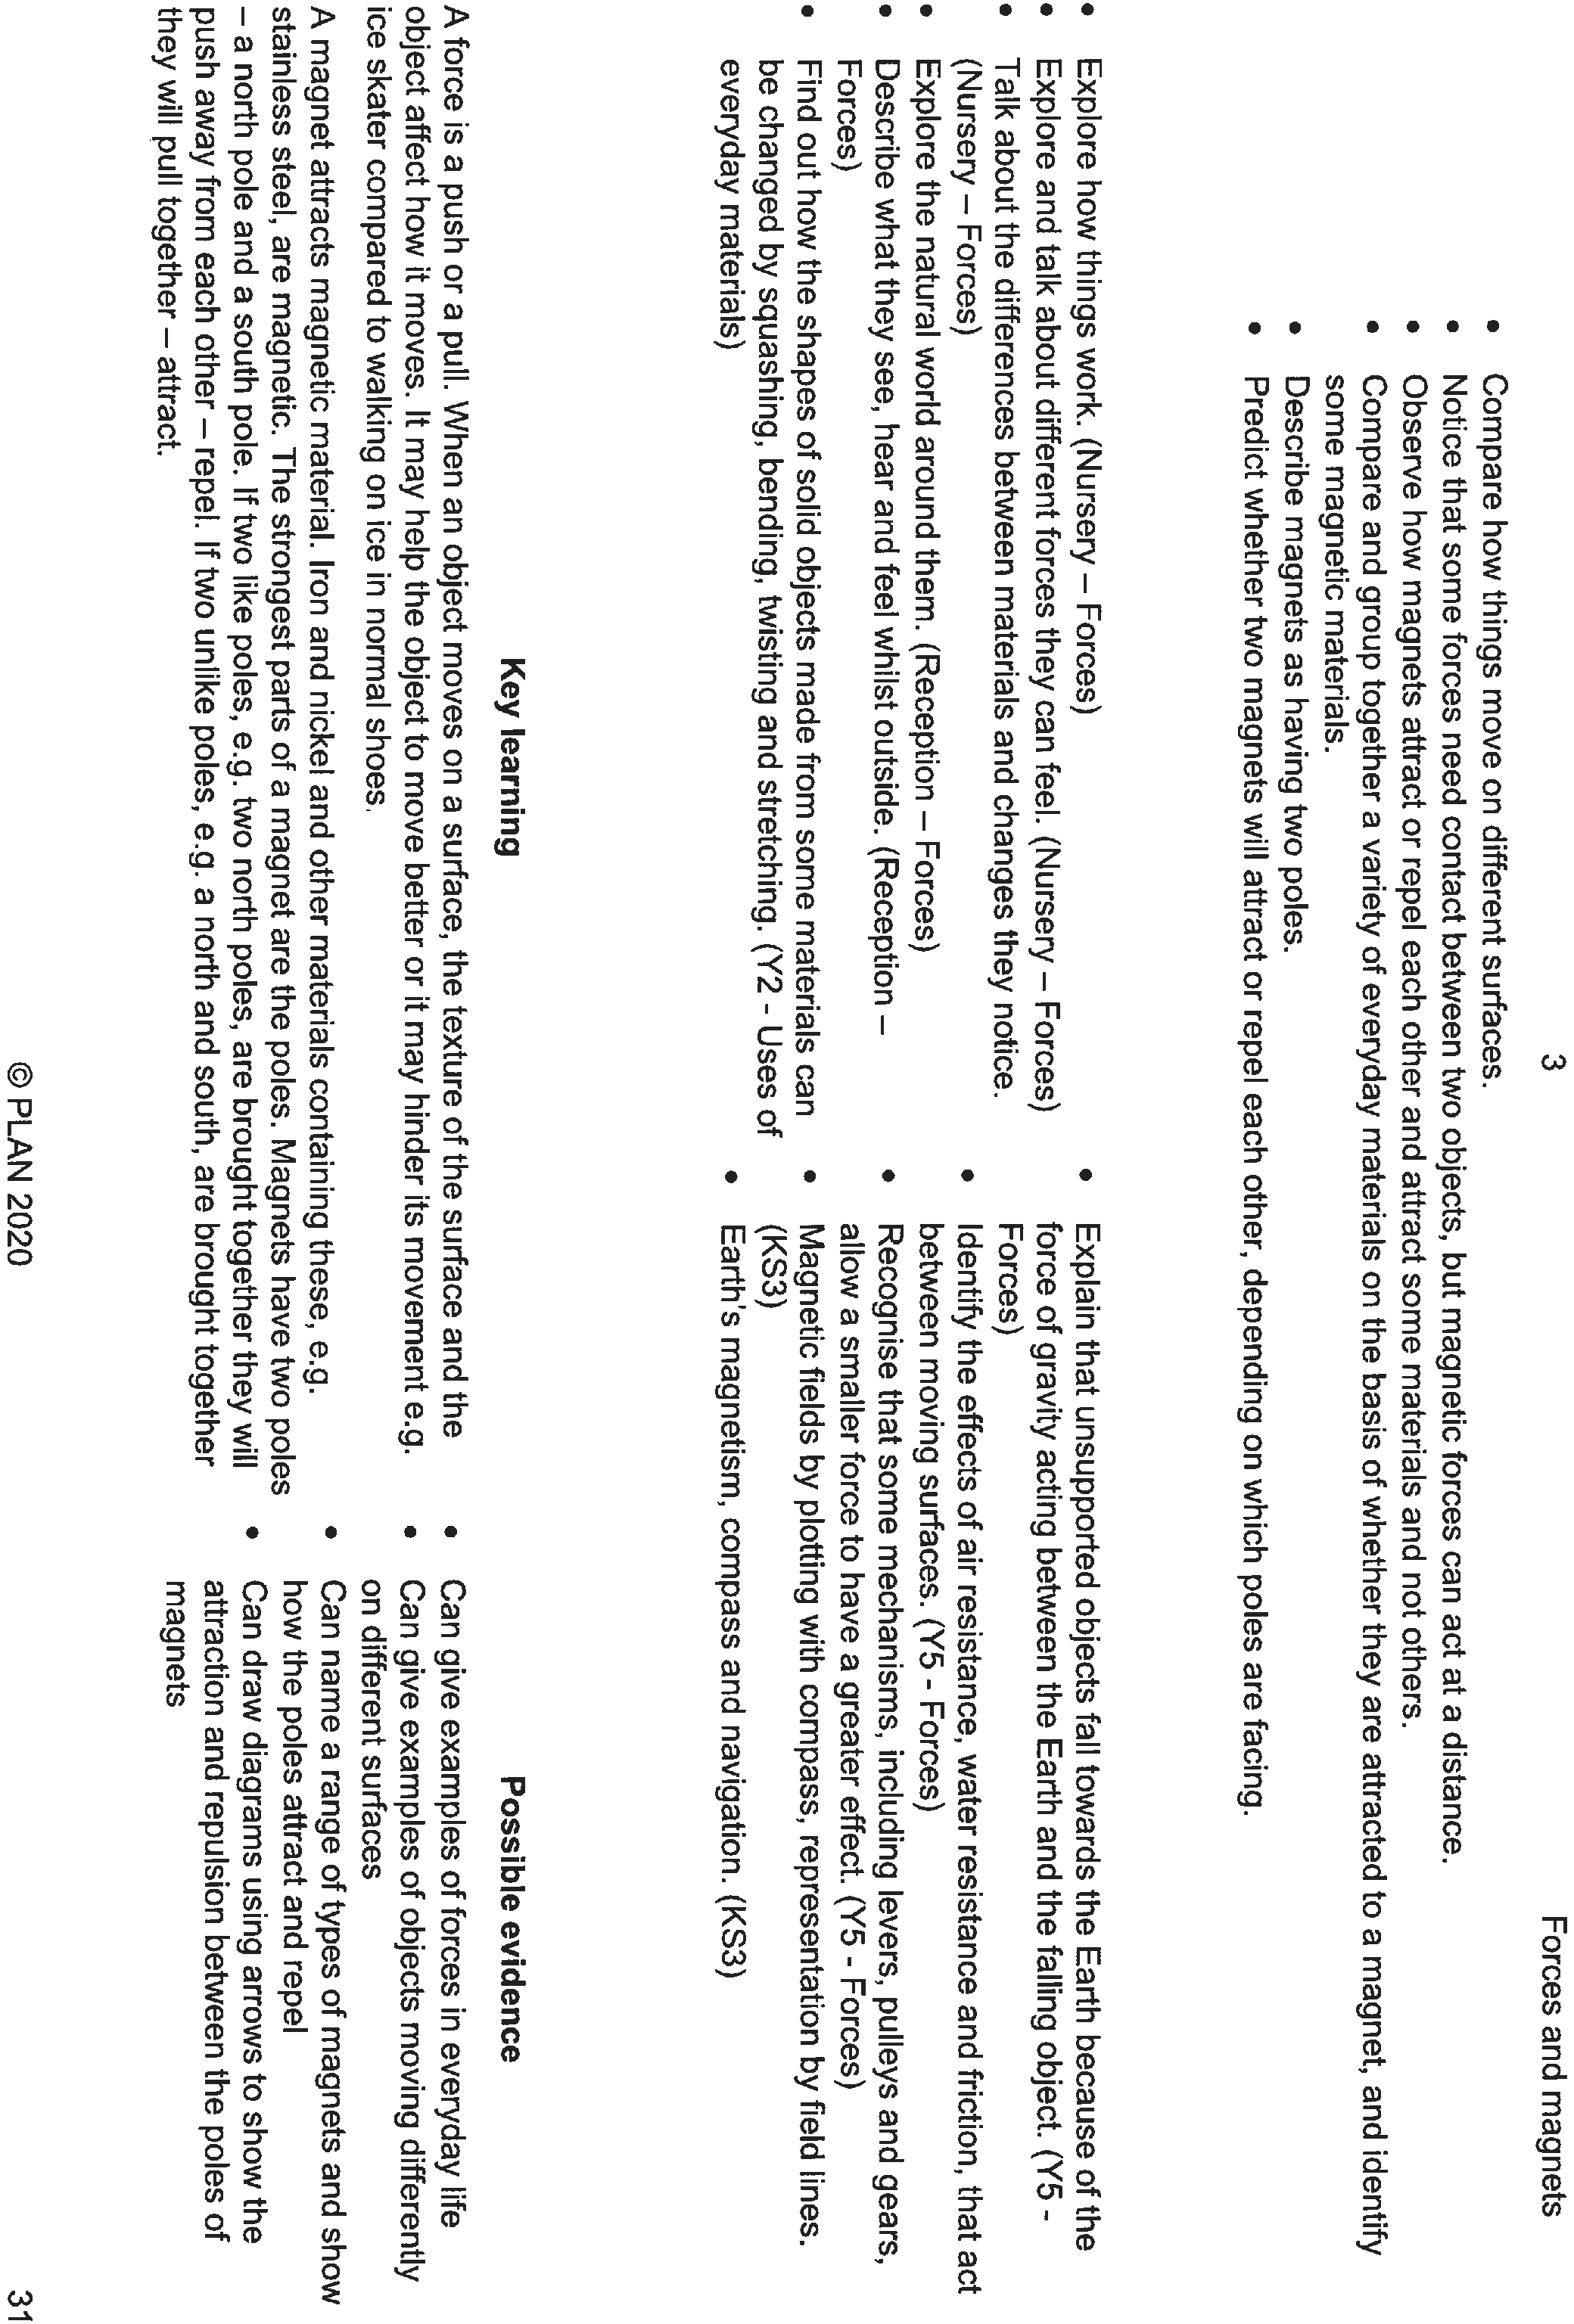 3 Forces and magnets
• Compare how things move on different surfaces.
• Notice that some forces need contact between two objects, but magnetic forces can act at a distance.
• Observe how magnets attract or repel each other and attract some materials and not others.
• Compare and group together a variety of everyday materials on the basis of whether they are attracted to a magnet, and identify
some magnetic materials.
• Describe magnets as having two poles.
• Predict whether two magnets will attract or repel each other, depending on which poles are facing.
• Explore how things work. (Nursery – Forces)
• Explore and talk about different forces they can feel. (Nursery – Forces)
• Talk about the differences between materials and changes they notice.
(Nursery – Forces)
• Explore the natural world around them. (Reception – Forces)
• Describe what they see, hear and feel whilst outside. (Reception –
Forces)
• Find out how the shapes of solid objects made from some materials can
be changed by squashing, bending, twisting and stretching. (Y2 - Uses of
everyday materials)
• Explain that unsupported objects fall towards the Earth because of the
force of gravity acting between the Earth and the falling object. (Y5 -
Forces)
• Identify the effects of air resistance, water resistance and friction, that act
between moving surfaces. (Y5 - Forces)
• Recognise that some mechanisms, including levers, pulleys and gears,
allow a smaller force to have a greater effect. (Y5 - Forces)
• Magnetic fields by plotting with compass, representation by field lines.
(KS3)
• Earth's magnetism, compass and navigation. (KS3)
Key learning
A force is a push or a pull. When an object moves on a surface, the texture of the surface and the
object affect how it moves. It may help the object to move better or it may hinder its movement e.g.
ice skater compared to walking on ice in normal shoes.
A magnet attracts magnetic material. Iron and nickel and other materials containing these, e.g.
stainless steel, are magnetic. The strongest parts of a magnet are the poles. Magnets have two poles
– a north pole and a south pole. If two like poles, e.g. two north poles, are brought together they will
push away from each other – repel. If two unlike poles, e.g. a north and south, are brought together
they will pull together – attract.
Possible evidence
• Can give examples of forces in everyday life
• Can give examples of objects moving differently
on different surfaces
• Can name a range of types of magnets and show
how the poles attract and repel
• Can draw diagrams using arrows to show the
attraction and repulsion between the poles of
magnets
© PLAN 2020 31